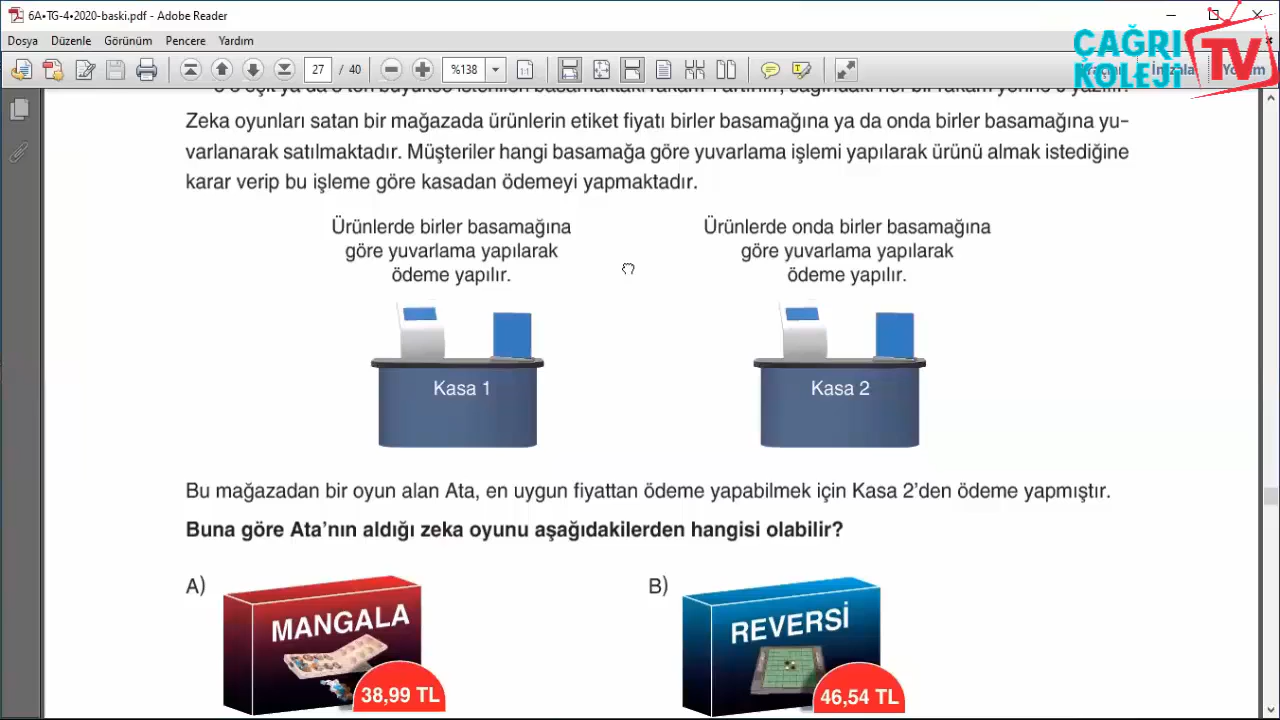 6A•TG-4•2020-baski.pdf - Adobe Reader
Dosya Düzenle Görünüm Pencere Yardım
27 / 40 %138
ÇAĞRI
KOLEJİ TV
Zeka oyunları satan bir mağazada ürünlerin etiket fiyatı birler basamağına ya da onda birler basamağına yu-
varlanarak satılmaktadır. Müşteriler hangi basamağa göre yuvarlama işlemi yapılarak ürünü almak istediğine
karar verip bu işleme göre kasadan ödemeyi yapmaktadır.
Ürünlerde birler basamağına
göre yuvarlama yapılarak
ödeme yapılır.
Kasa 1
Ürünlerde onda birler basamağına
göre yuvarlama yapılarak
ödeme yapılır.
Kasa 2
Bu mağazadan bir oyun alan Ata, en uygun fiyattan ödeme yapabilmek için Kasa 2'den ödeme yapmıştır.
Buna göre Ata'nın aldığı zeka oyunu aşağıdakilerden hangisi olabilir?
A)
MANGALA
38,99 TL
B)
REVERSİ
46,54 TL